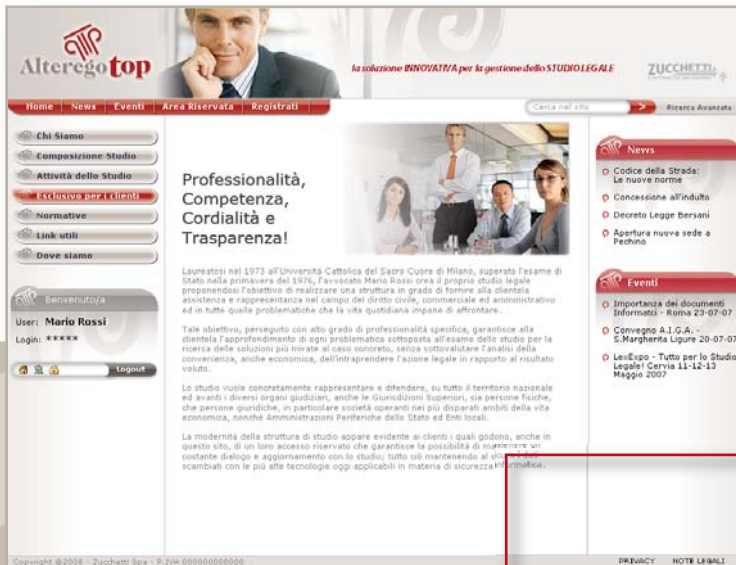 Alterego top
la soluzione INNOVATIVA per la gestione dello STUDIO LEGALE
ZUCCHETTI
Home News Eventi Area Riservata Registrati
Cerca nel sito > Ricerca Avanzata
Chi Siamo
Composizione Studio
Attività dello Studio
Esclusivo per i clienti
Normative
Link utili
Dove siamo
Benvenuto/a
User: Mario Rossi
Login: *****
Logout
Professionalità,
Competenza,
Cordialità e
Trasparenza!
Laureatosi nel 1973 all'Università Cattolica del Sacro Cuore di Milano, superato l'esame di
Stato nella primavera del 1976, l'avvocato Mario Rossi crea il proprio studio legale
proponendosi l'obiettivo di realizzare una struttura in grado di fornire alla clientela
assistenza e rappresentanza nel campo del diritto civile, commerciale ed amministrativo
ed in tutte quelle problematiche che la vita quotidiana impone di affrontare.
Tale obiettivo, perseguito con alto grado di professionalità specifica, garantisce alla
clientela l'approfondimento di ogni problematica sottoposta all'esame dello studio per la
ricerca delle soluzioni più mirate al caso concreto, senza sottovalutare l'analisi della
convenienza, anche economica, dell'intraprendere l'azione legale in rapporto al risultato
voluto.
Lo studio vuole concretamente rappresentare e difendere, su tutto il territorio nazionale
ed avanti i diversi organi giudiziari, anche le Giurisdizioni Superiori, sia persone fisiche,
che persone giuridiche, in particolare società operanti nei più disparati ambiti della vita
economica, nonché Amministrazioni Periferiche dello Stato ed Enti locali.
La modernità della struttura di studio appare evidente ai clienti i quali godono, anche in
questo sito, di un loro accesso riservato che garantisce la possibilità di mantenere un
costante dialogo e aggiornamento con lo studio; tutto ciò mantenendo al sicuro i dati
scambiati con le più alte tecnologie oggi applicabili in materia di sicurezza informatica.
News
Codice della Strada:
Le nuove norme
Concessione all'indulto
Decreto Legge Bersani
Apertura nuova sede a
Pechino
Eventi
Importanza dei documenti
Informatici - Roma 23-07-07
Convegno A.I.G.A. -
S.Margherita Ligure 20-07-07
LexExpo - Tutto per lo Studio
Legale! Cervia 11-12-13
Maggio 2007
Copyright @2008 - Zucchetti Spa - P.IVA 000000000000
PRIVACY NOTE LEGALI